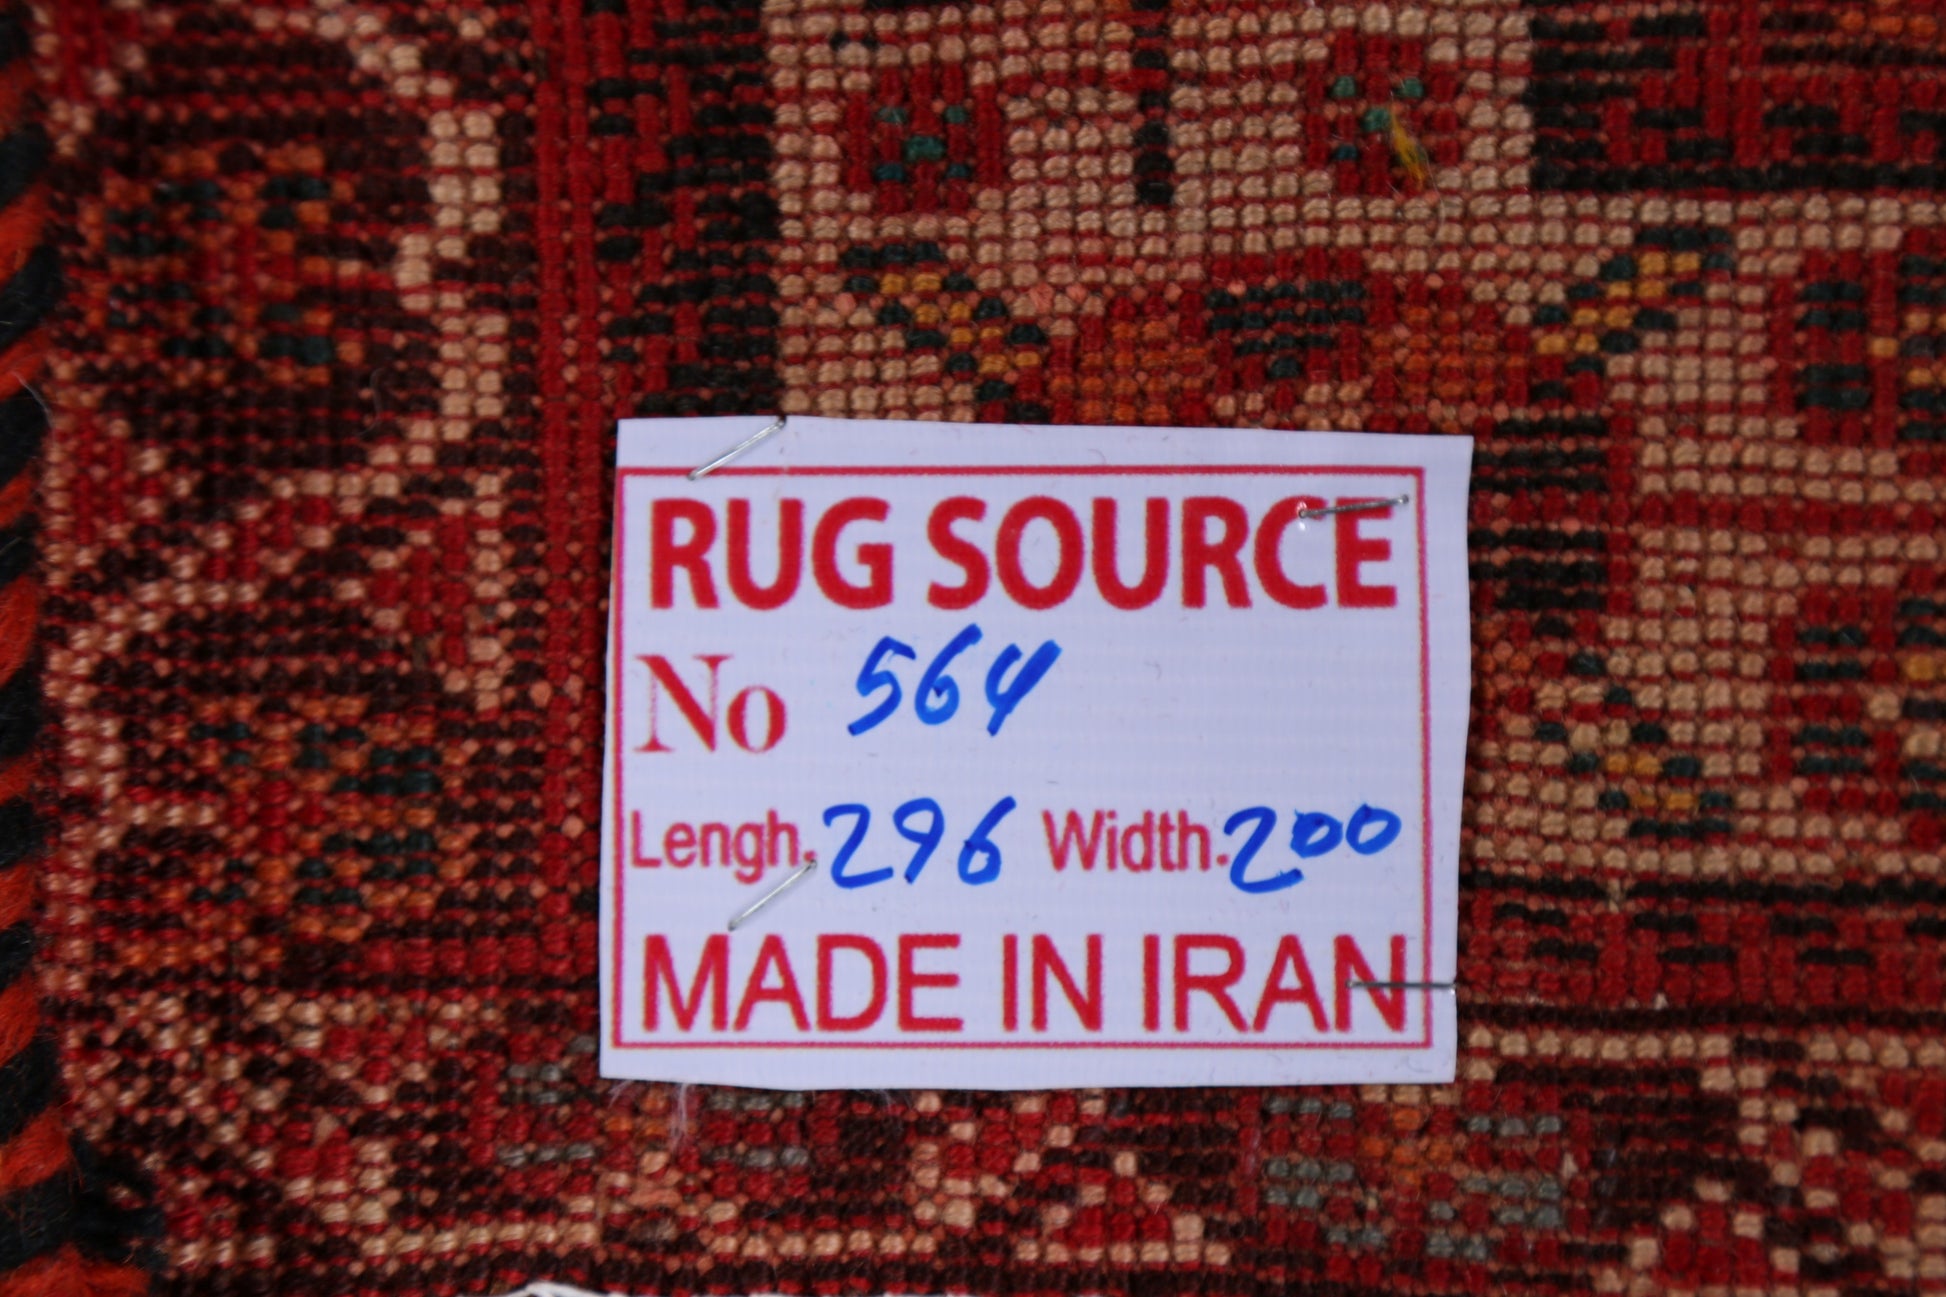 RUG SOURCE
No 564
Lengh. 296 Width. 200
MADE IN IRAN